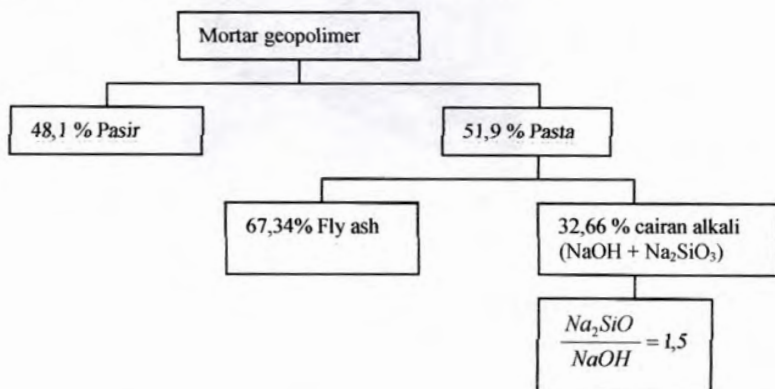 Mortar geopolimer
48,1 % Pasir
51,9 % Pasta
67,34% Fly ash
32,66 % cairan alkali
(NaOH + Na₂SiO₃)
Na₂SiO
NaOH
= 1,5